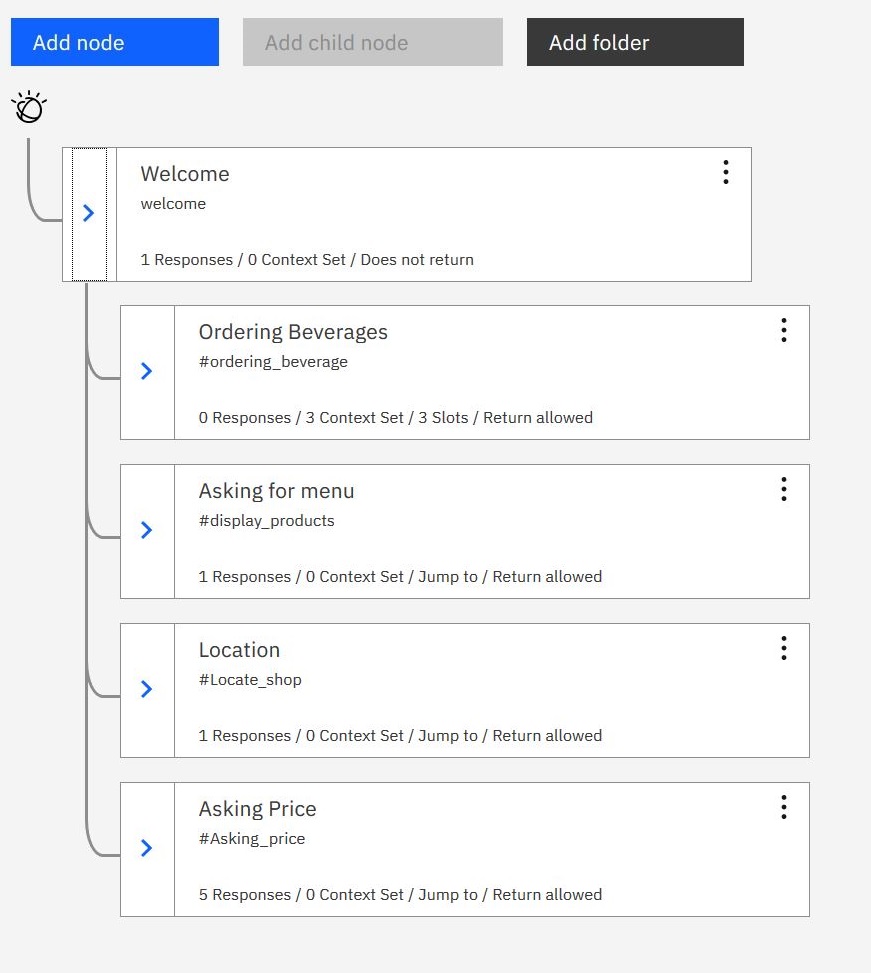 Add node
Add child node
Add folder
Welcome
welcome
1 Responses / 0 Context Set / Does not return
Ordering Beverages
#ordering_beverage
0 Responses / 3 Context Set / 3 Slots / Return allowed
Asking for menu
#display_products
1 Responses / 0 Context Set / Jump to / Return allowed
Location
#Locate_shop
1 Responses / 0 Context Set / Jump to / Return allowed
Asking Price
#Asking_price
5 Responses / 0 Context Set / Jump to / Return allowed